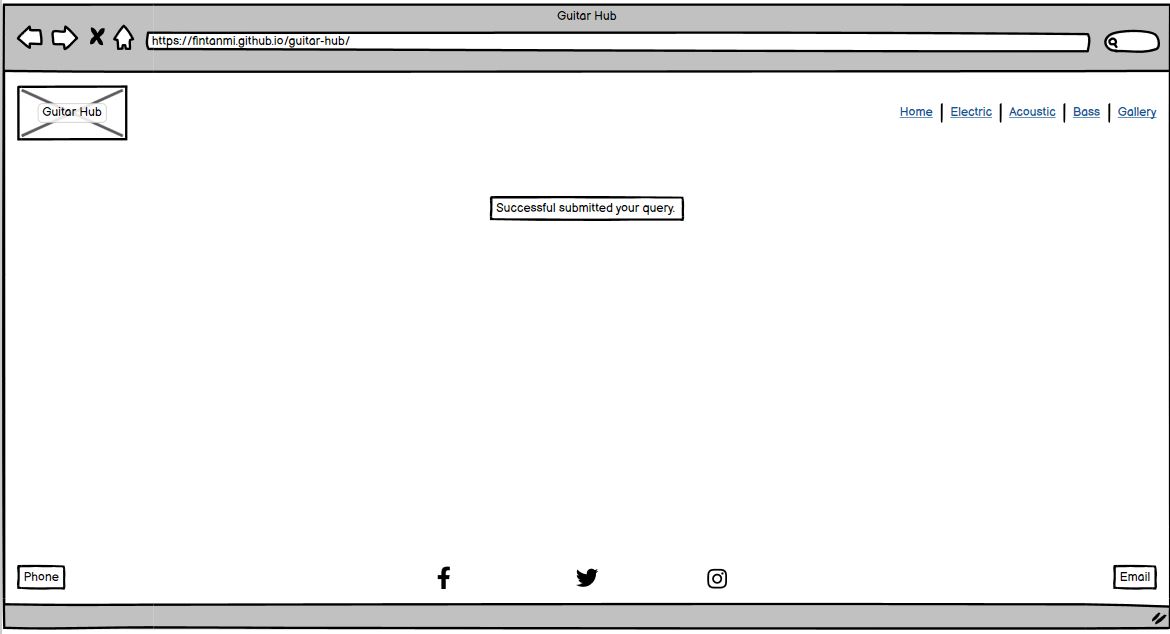 Guitar Hub
https://fintanmi.github.io/guitar-hub/
Guitar Hub
Home Electric Acoustic Bass Gallery
Successful submitted your query.
Phone
Email